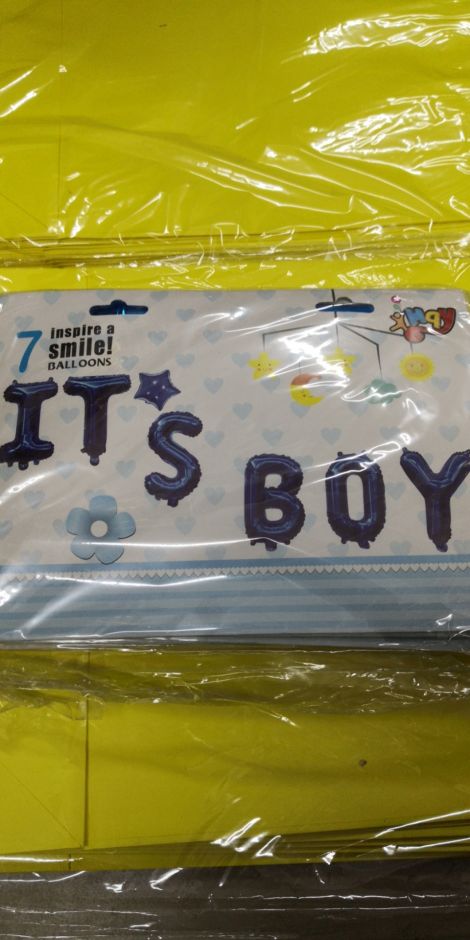 7
inspire a
smile!
BALLOONS
IT S
BOY